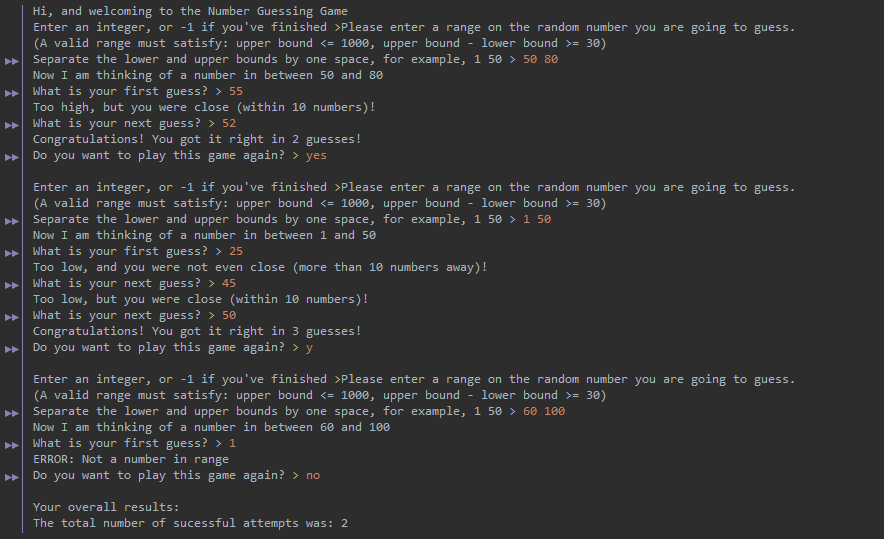 Hi, and welcoming to the Number Guessing Game
Enter an integer, or -1 if you've finished >Please enter a range on the random number you are going to guess.
(A valid range must satisfy: upper bound <= 1000, upper bound - lower bound >= 30)
Separate the lower and upper bounds by one space, for example, 1 50 > 50 80
Now I am thinking of a number in between 50 and 80
What is your first guess? > 55
Too high, but you were close (within 10 numbers)!
What is your next guess? > 52
Congratulations! You got it right in 2 guesses!
Do you want to play this game again? > yes

Enter an integer, or -1 if you've finished >Please enter a range on the random number you are going to guess.
(A valid range must satisfy: upper bound <= 1000, upper bound - lower bound >= 30)
Separate the lower and upper bounds by one space, for example, 1 50 > 1 50
Now I am thinking of a number in between 1 and 50
What is your first guess? > 25
Too low, and you were not even close (more than 10 numbers away)!
What is your next guess? > 45
Too low, but you were close (within 10 numbers)!
What is your next guess? > 50
Congratulations! You got it right in 3 guesses!
Do you want to play this game again? > y

Enter an integer, or -1 if you've finished >Please enter a range on the random number you are going to guess.
(A valid range must satisfy: upper bound <= 1000, upper bound - lower bound >= 30)
Separate the lower and upper bounds by one space, for example, 1 50 > 60 100
Now I am thinking of a number in between 60 and 100
What is your first guess? > 1
ERROR: Not a number in range
Do you want to play this game again? > no

Your overall results:
The total number of sucessful attempts was: 2